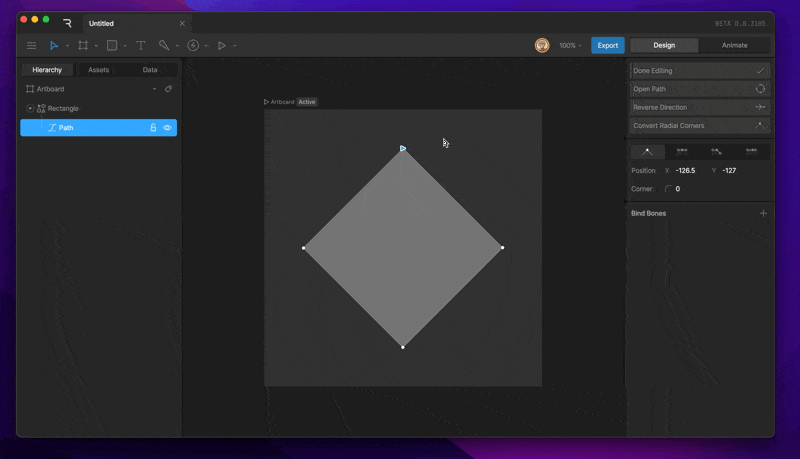 Untitled
BETA 0.8.3105
100%
Export
Design
Animate
Hierarchy
Assets
Data
Artboard
Rectangle
Path
Artboard
Active
Done Editing
Open Path
Reverse Direction
Convert Radial Corners
Position X -126.5 Y -127
Corner 0
Bind Bones